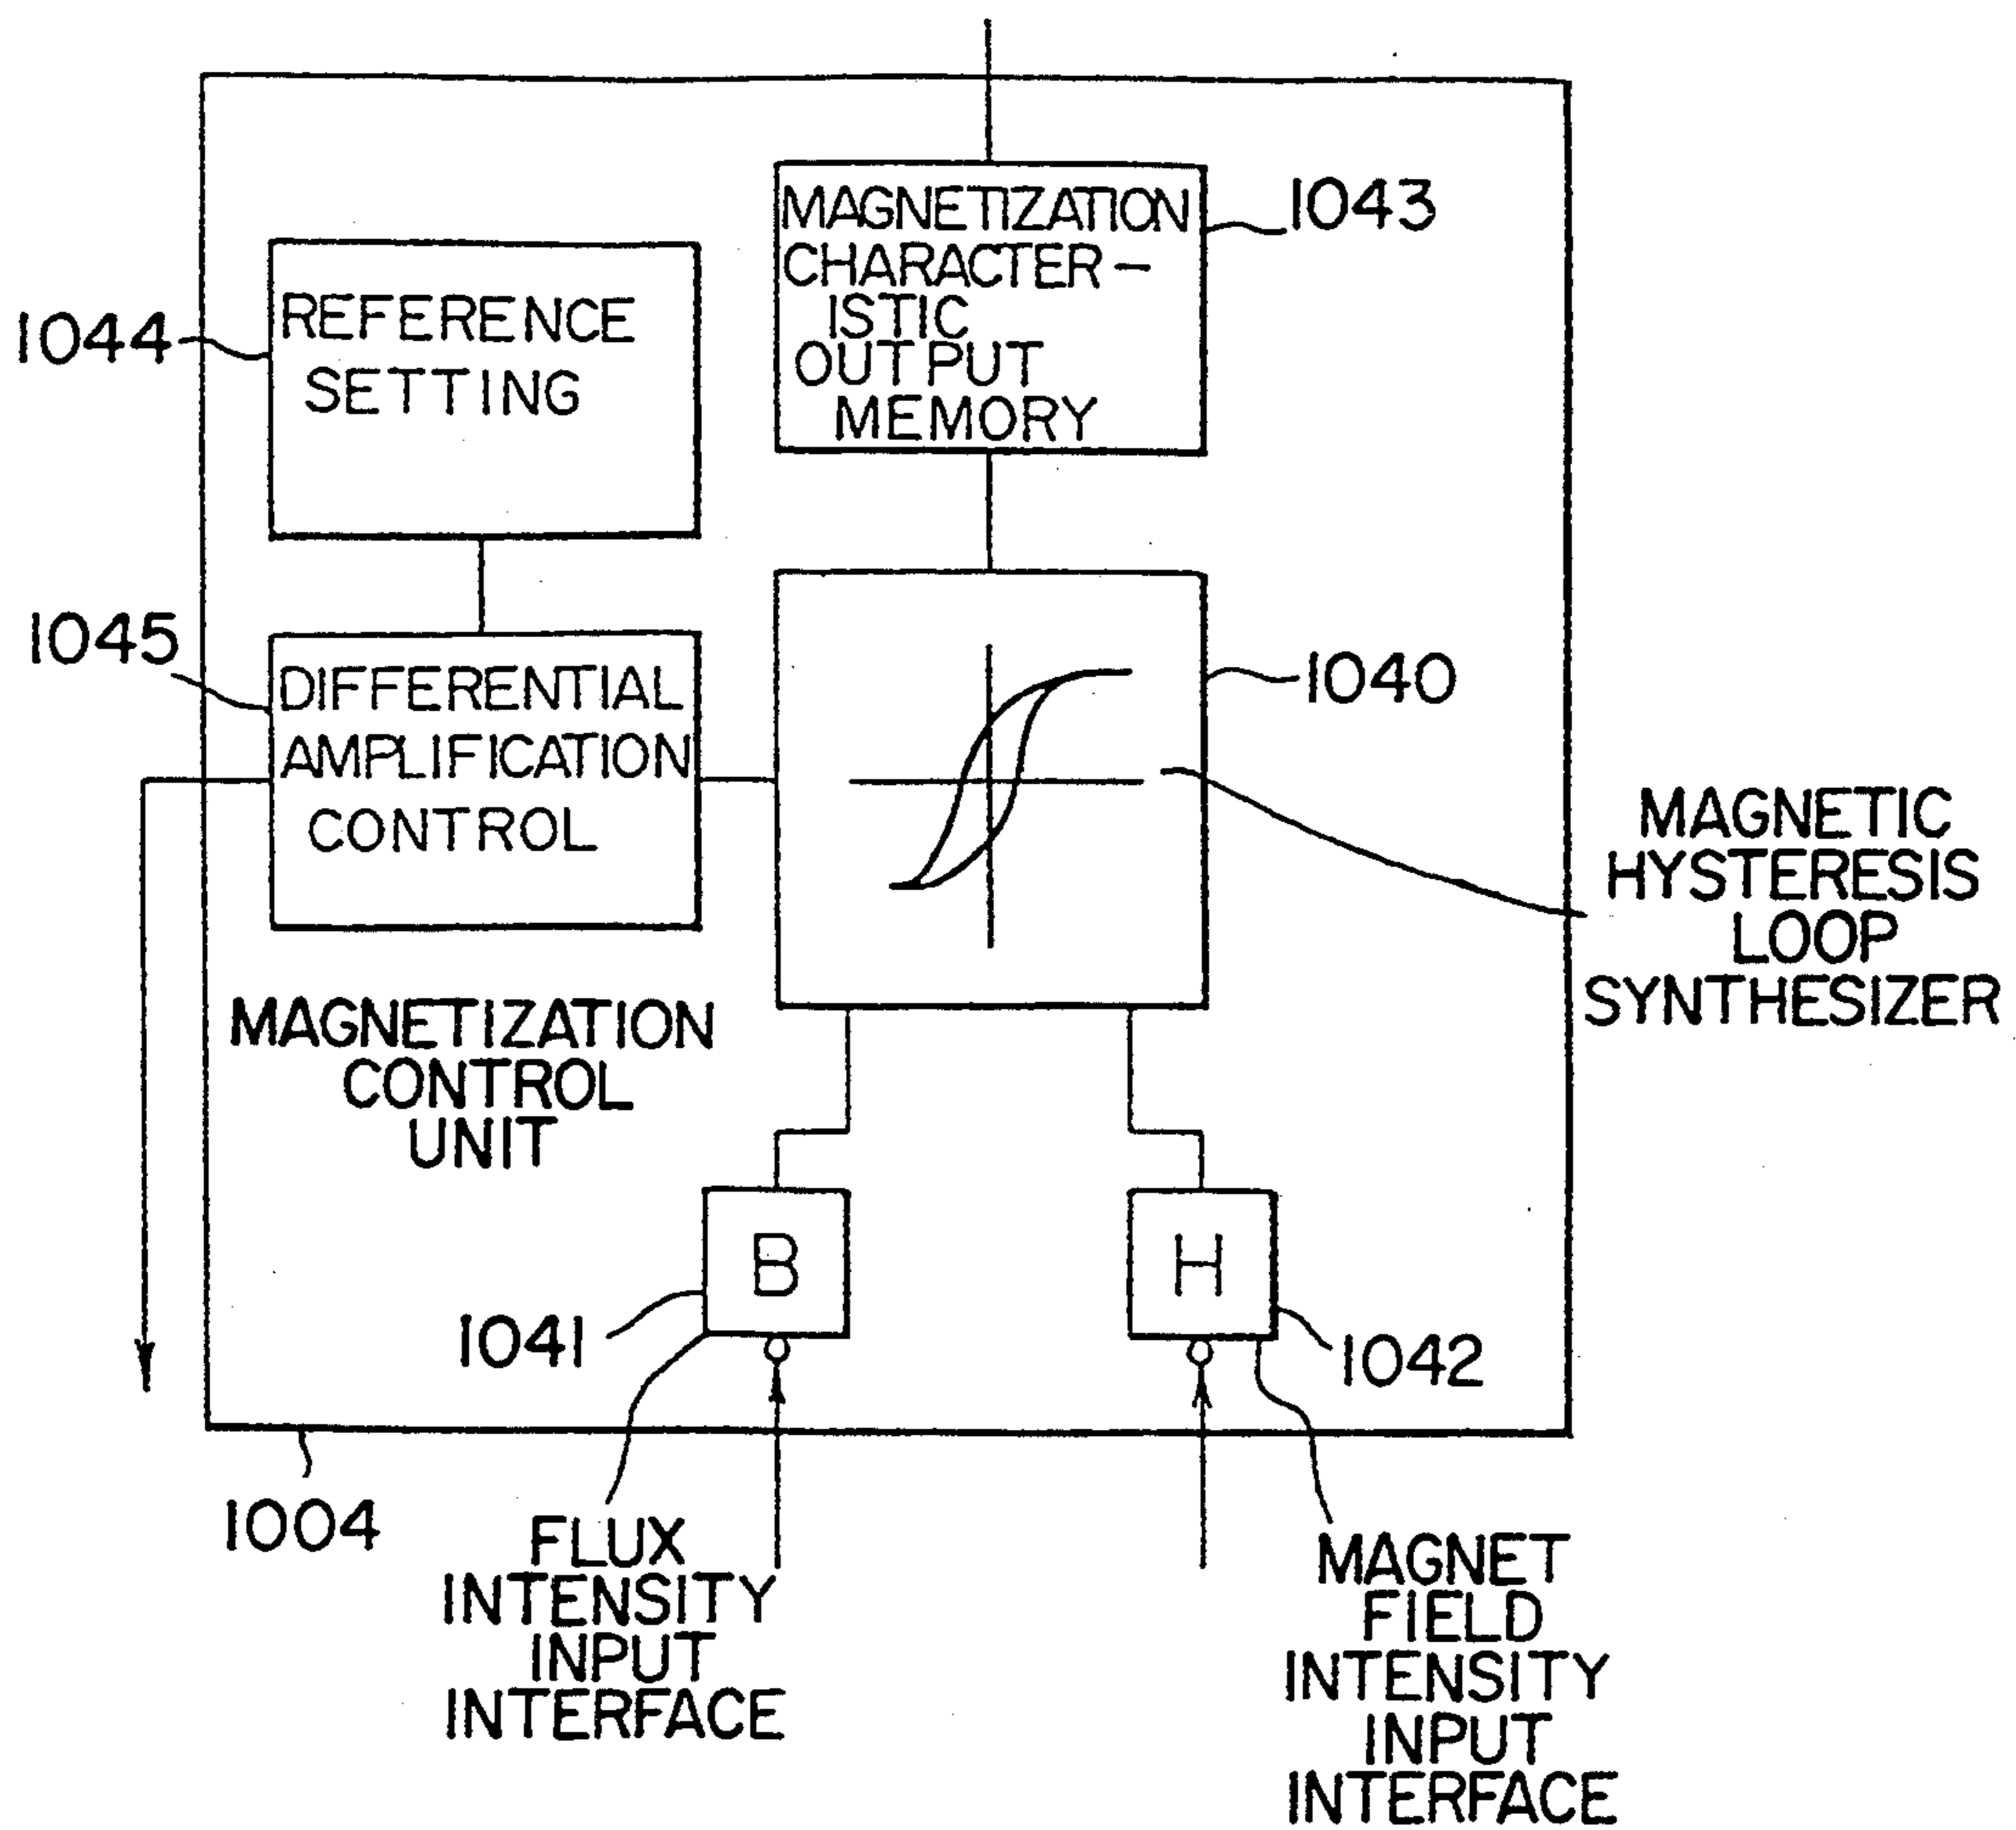 MAGNETIZATION
CHARACTER-
ISTIC
OUTPUT
MEMORY
1043
REFERENCE
SETTING
1044
1045
DIFFERENTIAL
AMPLIFICATION
CONTROL
1040
MAGNETIC
HYSTERESIS
LOOP
SYNTHESIZER
MAGNETIZATION
CONTROL
UNIT
B
H
1041
1042
1004
FLUX
INTENSITY
INPUT
INTERFACE
MAGNET
FIELD
INTENSITY
INPUT
INTERFACE